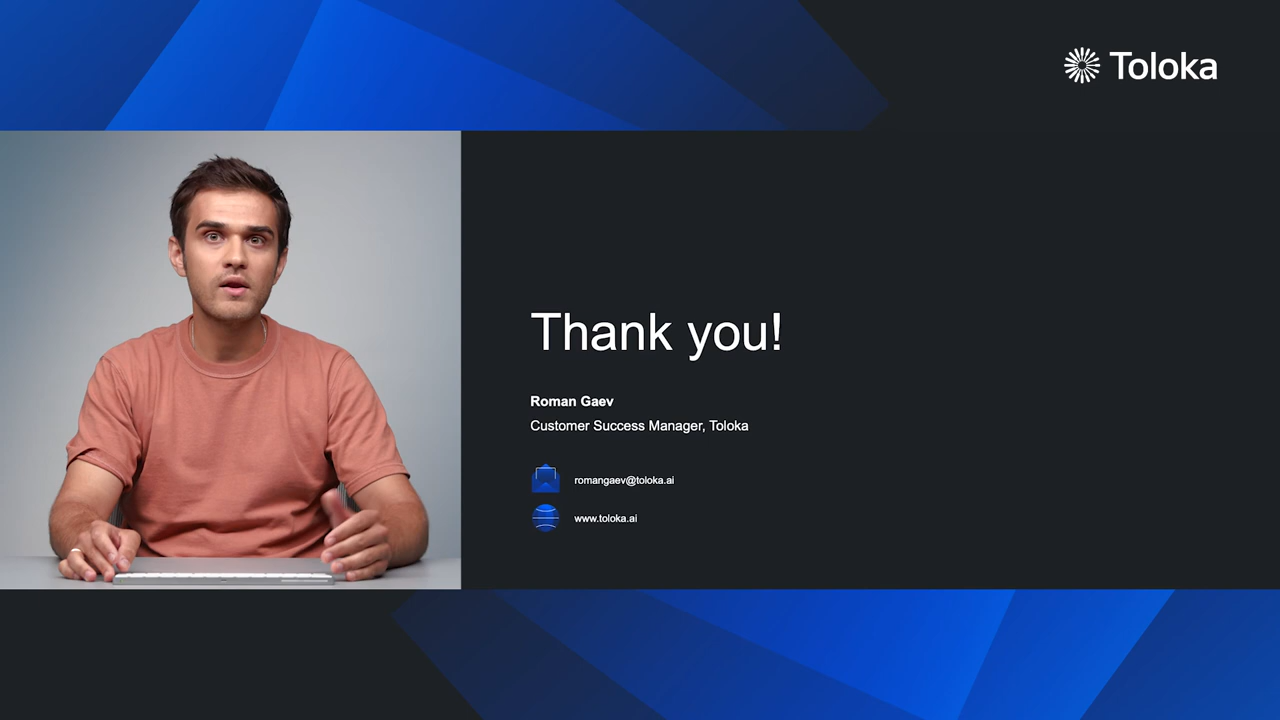 Toloka
Thank you!
Roman Gaev
Customer Success Manager, Toloka
romangaev@toloka.ai
www.toloka.ai